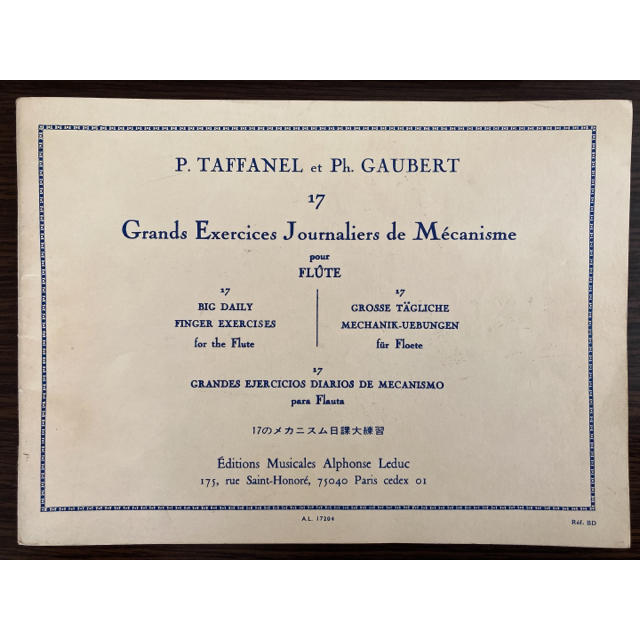 P. TAFFANEL et Ph. GAUBERT
17
Grands Exercices Journaliers de Mécanisme
pour
FLÛTE
17
BIG DAILY
FINGER EXERCISES
for the Flute
17
GROSSE TÄGLICHE
MECHANIK-UEBUNGEN
für Floete
17
GRANDES EJERCICIOS DIARIOS DE MECANISMO
para Flauta
17のメカニスム日課大練習
Éditions Musicales Alphonse Leduc
175, rue Saint-Honoré, 75040 Paris cedex 01
A.L. 17204
Réf. BD